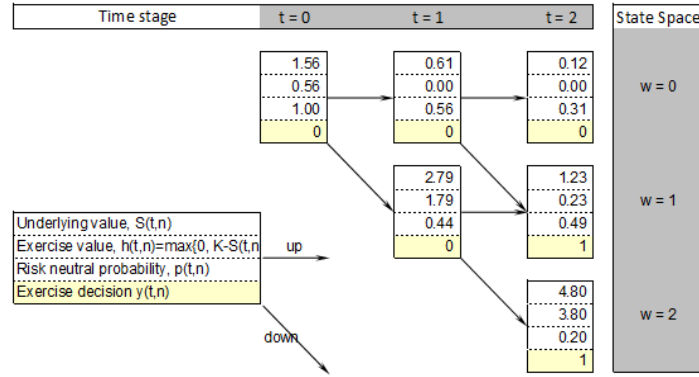 Time stage t = 0 t = 1 t = 2 State Space
1.56 0.61 0.12
0.56 0.00 0.00 w = 0
1.00 0.56 0.31
0 0 0
2.79 1.23
1.79 0.23 w = 1
0.44 0.49
0 1
Underlying value, S(t,n)
Exercise value, h(t,n)=max{0, K-S(t,n up
Risk neutral probability, p(t,n)
Exercise decision y(t,n)
4.80
3.80 w = 2
0.20
down 1